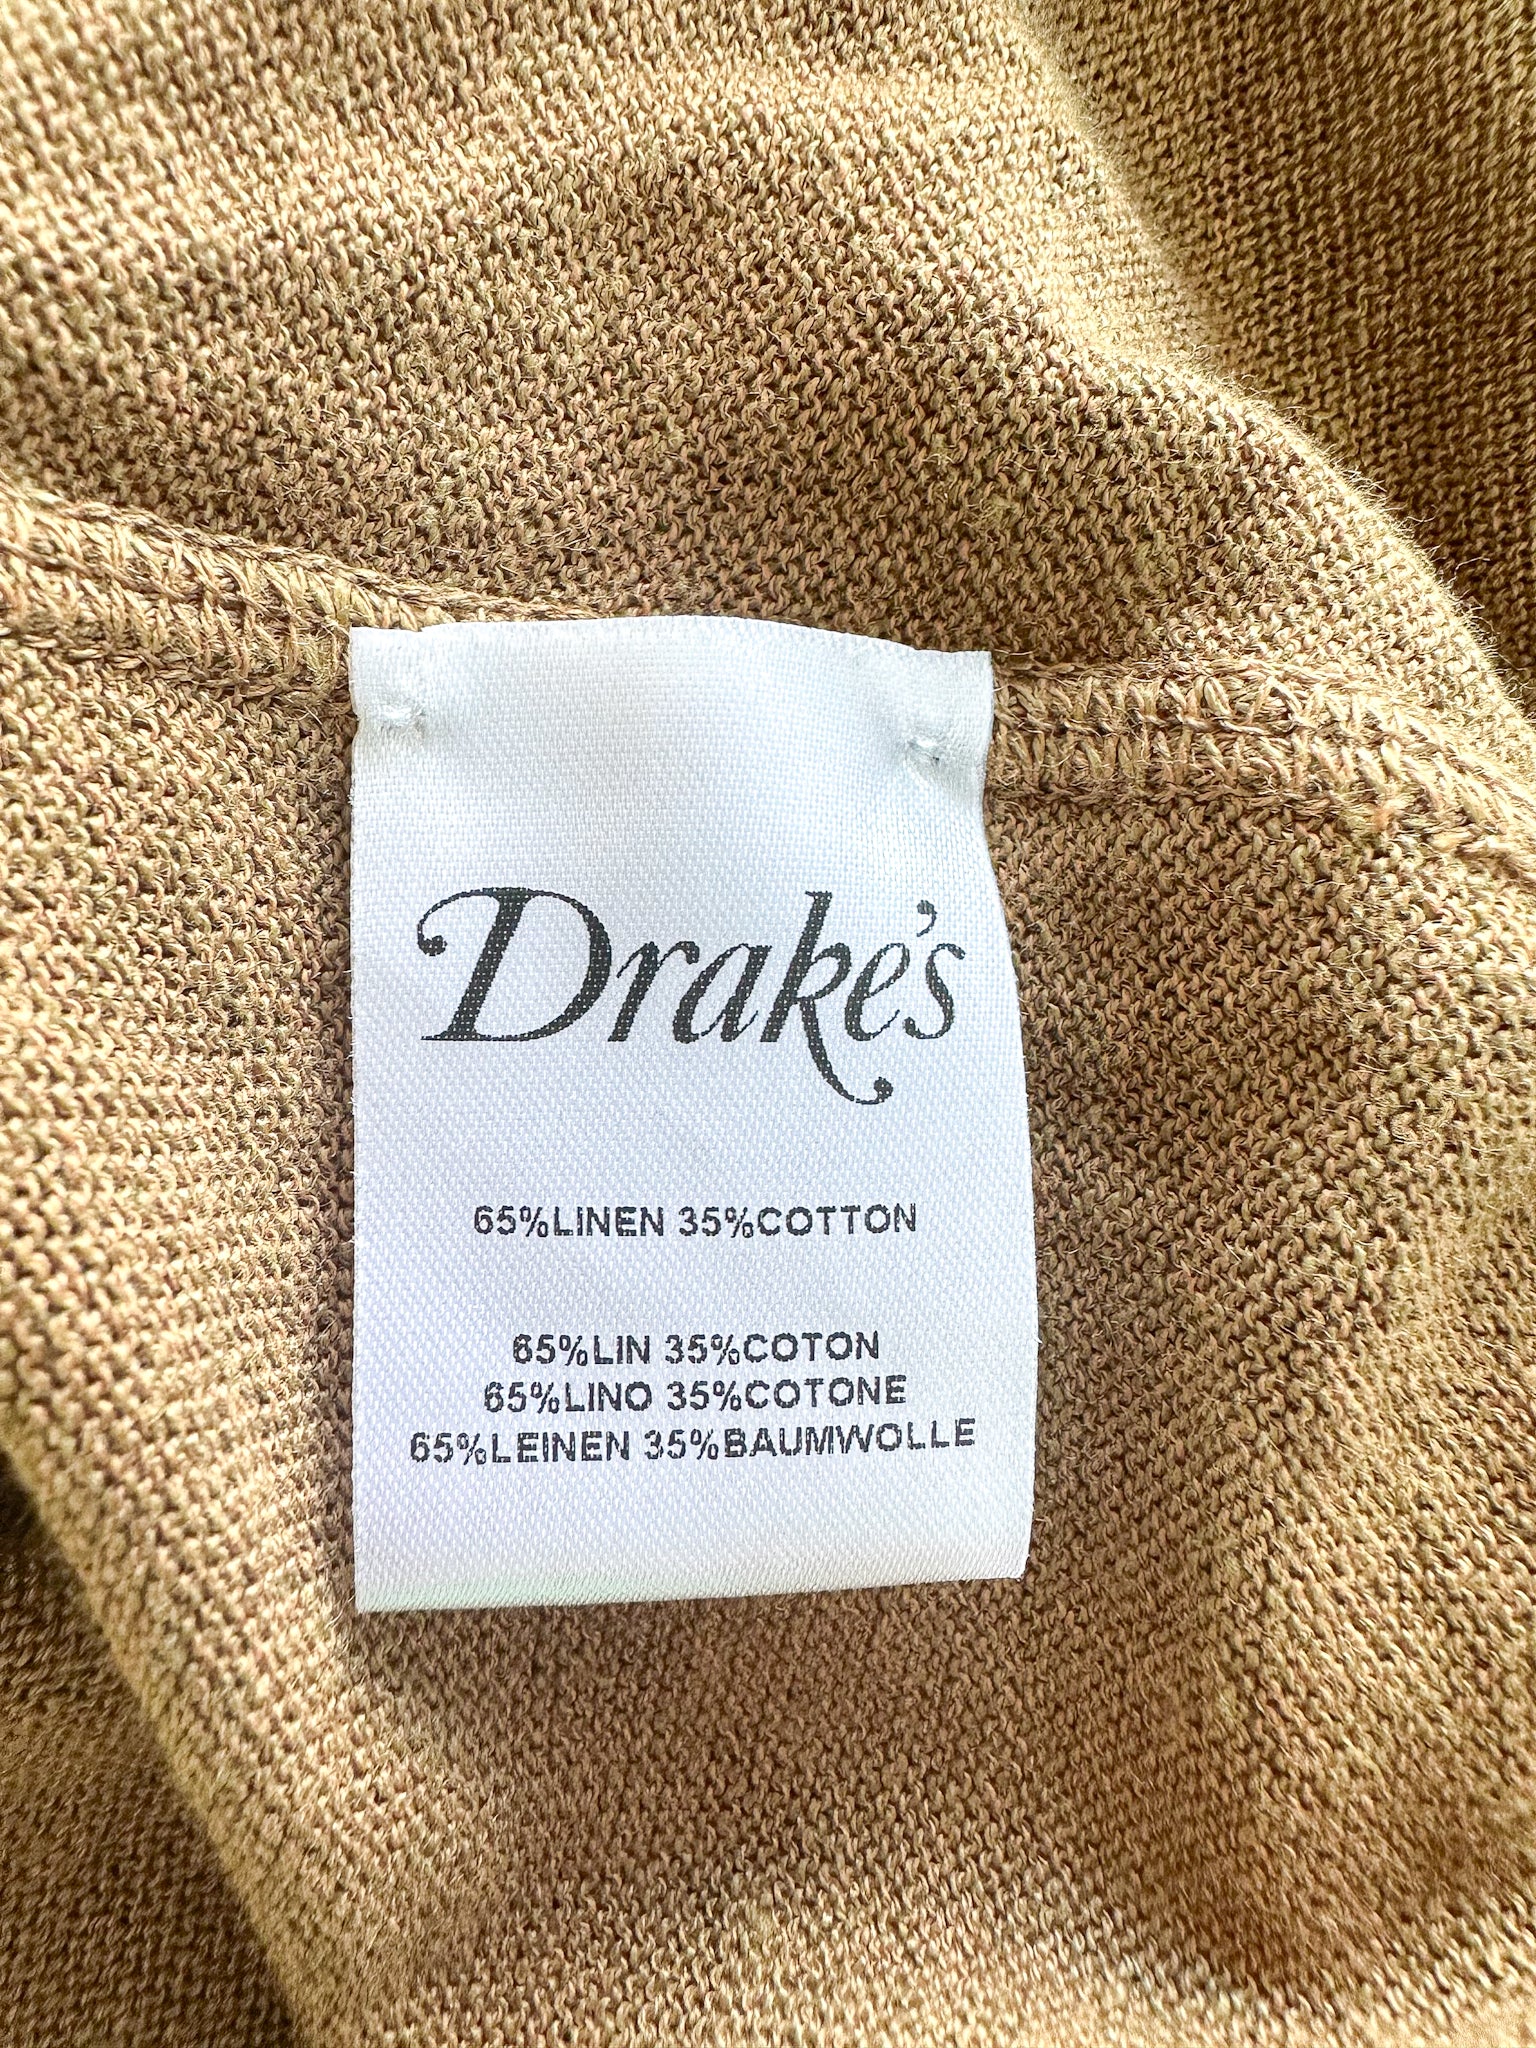 Drake's
65%LINEN 35%COTTON
65%LIN 35%COTON
65%LINO 35%COTONE
65%LEINEN 35%BAUMWOLLE